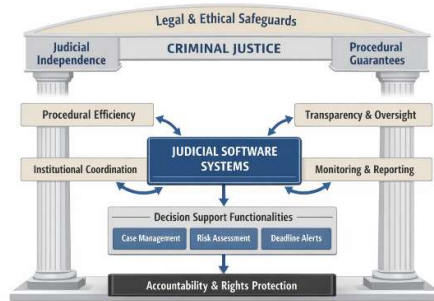 Legal & Ethical Safeguards
Judicial
Independence
CRIMINAL JUSTICE
Procedural
Guarantees
Procedural Efficiency
Transparency & Oversight
JUDICIAL SOFTWARE
SYSTEMS
Institutional Coordination
Monitoring & Reporting
Decision Support Functionalities
Case Management
Risk Assessment
Deadline Alerts
Accountability & Rights Protection